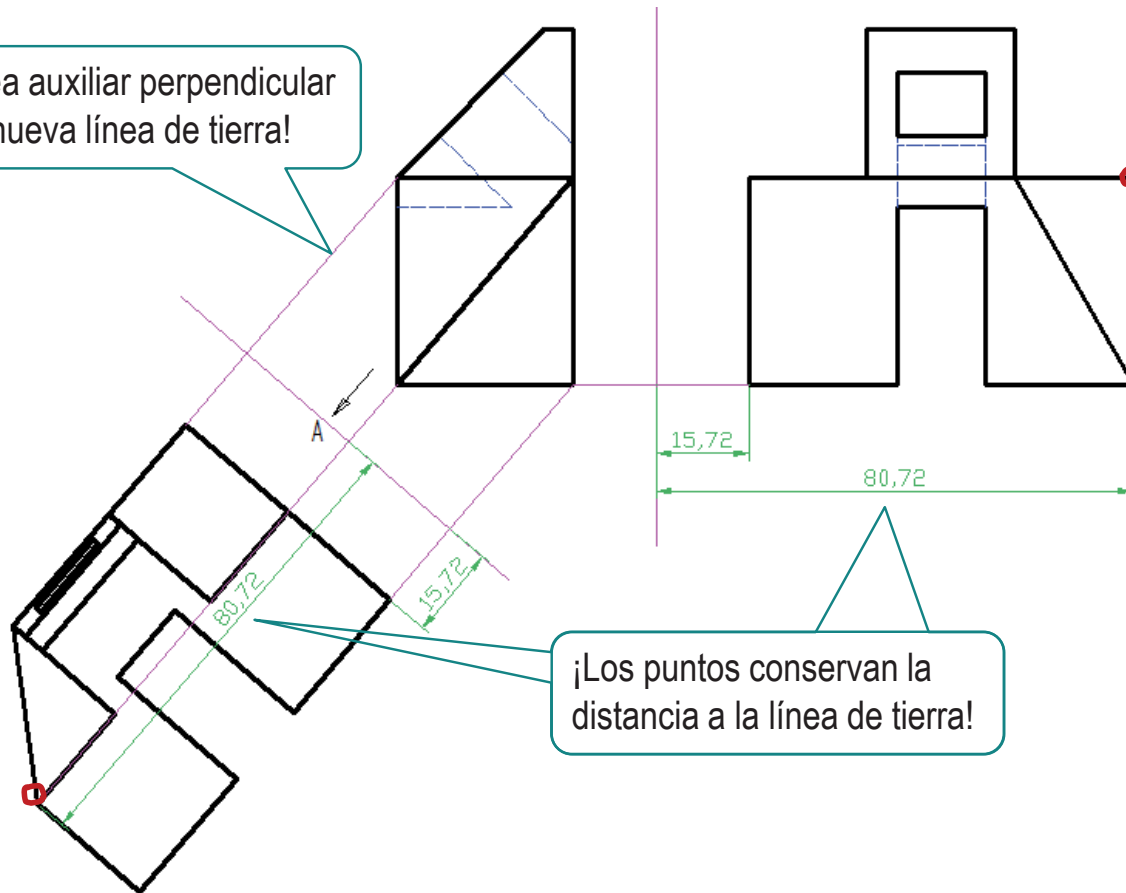 a auxiliar perpendicular
nueva línea de tierra!
A
15,72
80,72
80,72
15,72
¡Los puntos conservan la
distancia a la línea de tierra!